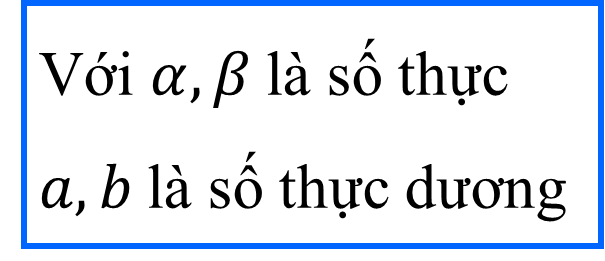 Với α, β là số thực
a, b là số thực dương